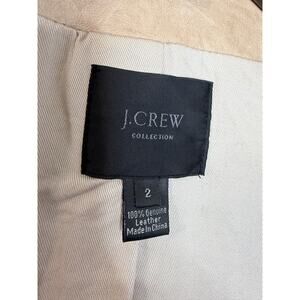 J.CREW
COLLECTION
2
100% Genuine
Leather
Made In China